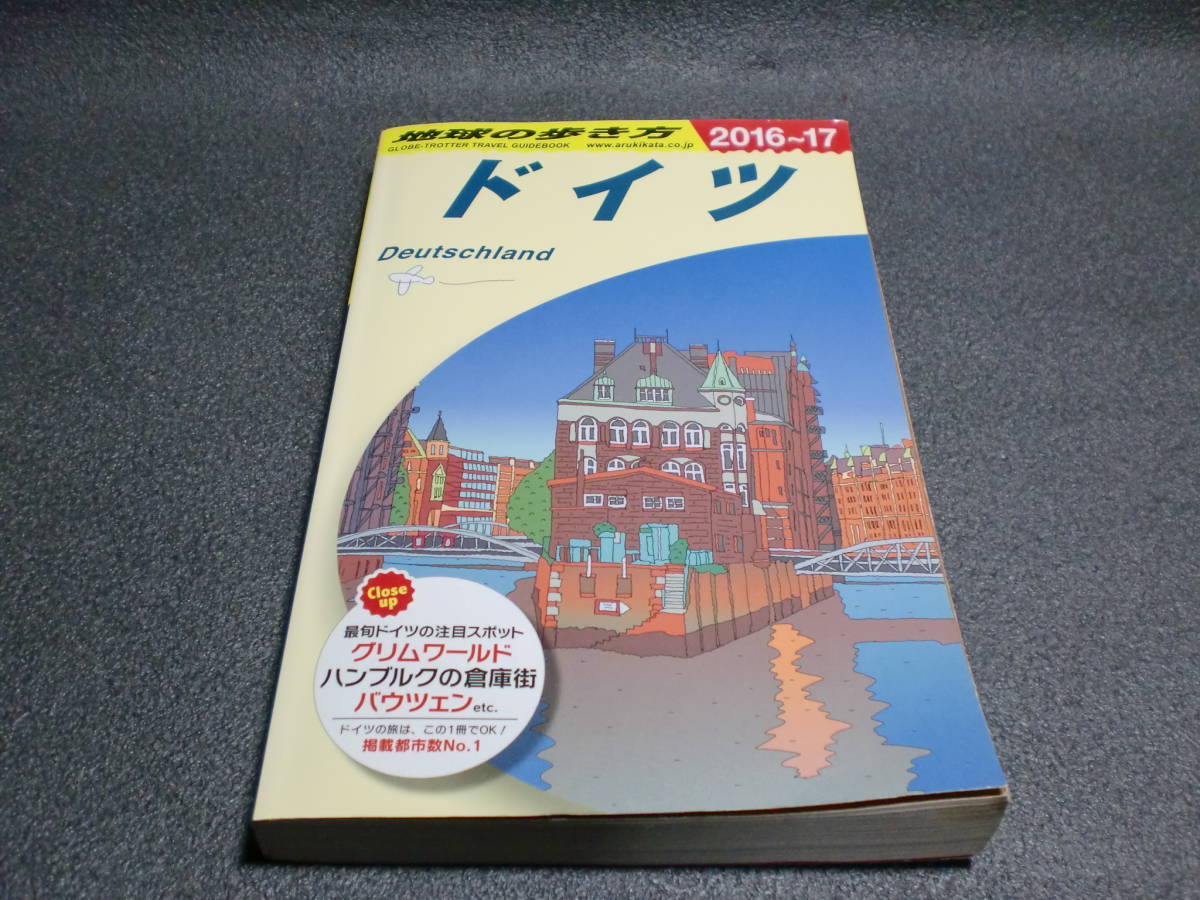 地球の歩き方
2016~17
GLOBE-TROTTER TRAVEL GUIDEBOOK www.arukikata.co.jp
ドイツ
Deutschland
Close up
最旬ドイツの注目スポット
グリムワールド
ハンブルクの倉庫街
バウツェン etc.
ドイツの旅は、この1冊でOK!
掲載都市数No.1